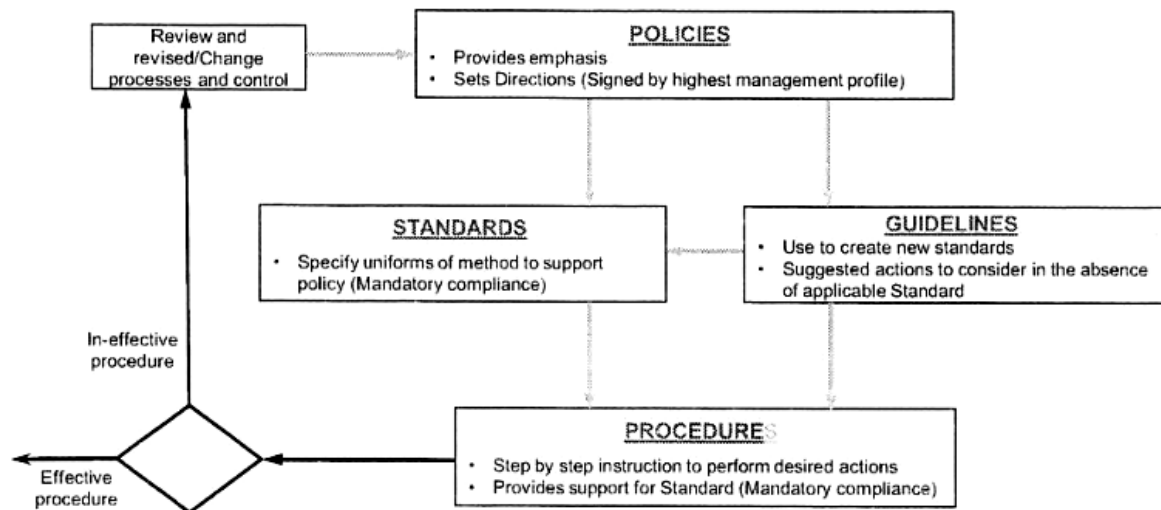 Review and
revised/Change
processes and control
POLICIES
• Provides emphasis
• Sets Directions (Signed by highest management profile)
STANDARDS
• Specify uniforms of method to support
policy (Mandatory compliance)
GUIDELINES
• Use to create new standards
• Suggested actions to consider in the absence
of applicable Standard
In-effective
procedure
PROCEDURES
• Step by step instruction to perform desired actions
• Provides support for Standard (Mandatory compliance)
Effective
procedure